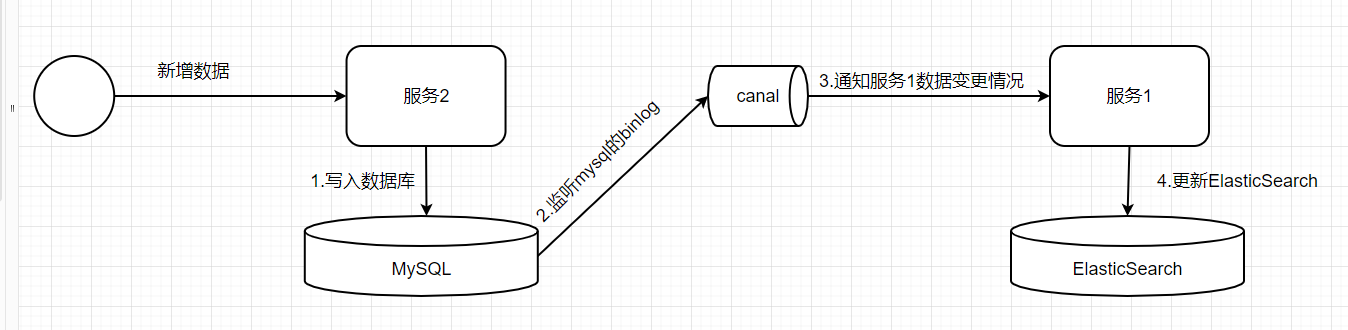 新增数据
服务2
1.写入数据库
MySQL
2.监听mysql的binlog
canal
3.通知服务1数据变更情况
服务1
4.更新ElasticSearch
ElasticSearch